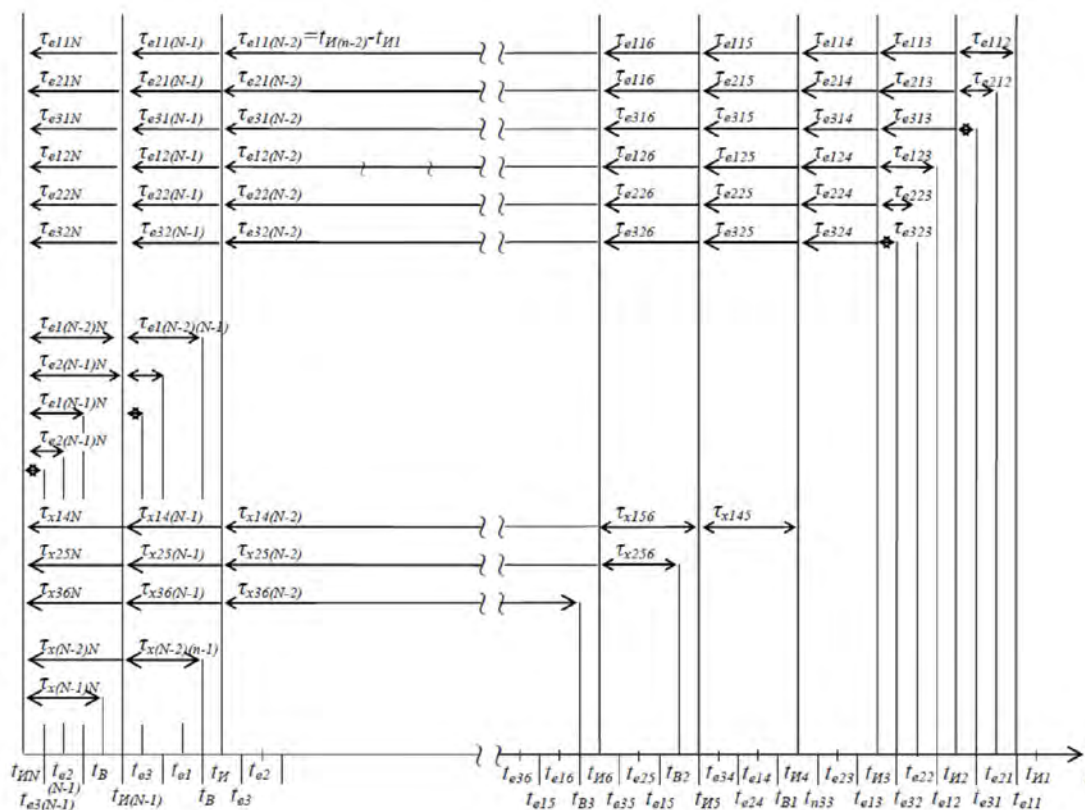 τe11N τe11(N-1) τe11(N-2)=tИ(n-2)-tИ1 τe116 τe115 τe114 τe113 τe112
τe21N τe21(N-1) τe21(N-2) τe116 τe215 τe214 τe213 τe212
τe31N τe31(N-1) τe31(N-2) τe316 τe315 τe314 τe313
τe12N τe12(N-1) τe12(N-2) τe126 τe125 τe124 τe123
τe22N τe22(N-1) τe22(N-2) τe226 τe225 τe224 τe223
τe32N τe32(N-1) τe32(N-2) τe326 τe325 τe324 τe323
τe1(N-2)N τe1(N-2)(N-1)
τe2(N-1)N
τe1(N-1)N
τe2(N-1)N
τx14N τx14(N-1) τx14(N-2) τx156 τx145
τx25N τx25(N-1) τx25(N-2) τx256
τx36N τx36(N-1) τx36(N-2)
τx(N-2)N τx(N-2)(n-1)
τx(N-1)N
tИN te2 tB te3 te1 tИ te2 te36 te16 tИ6 te25 tB2 te34 te14 tИ4 te23 tИ3 te22 tИ2 te21 tИ1
te3(N-1) (N-1) tИ(N-1) tB te3 te15 tB3 te35 te15 tИ5 te24 tB1 tn33 te13 te32 te12 te31 te11